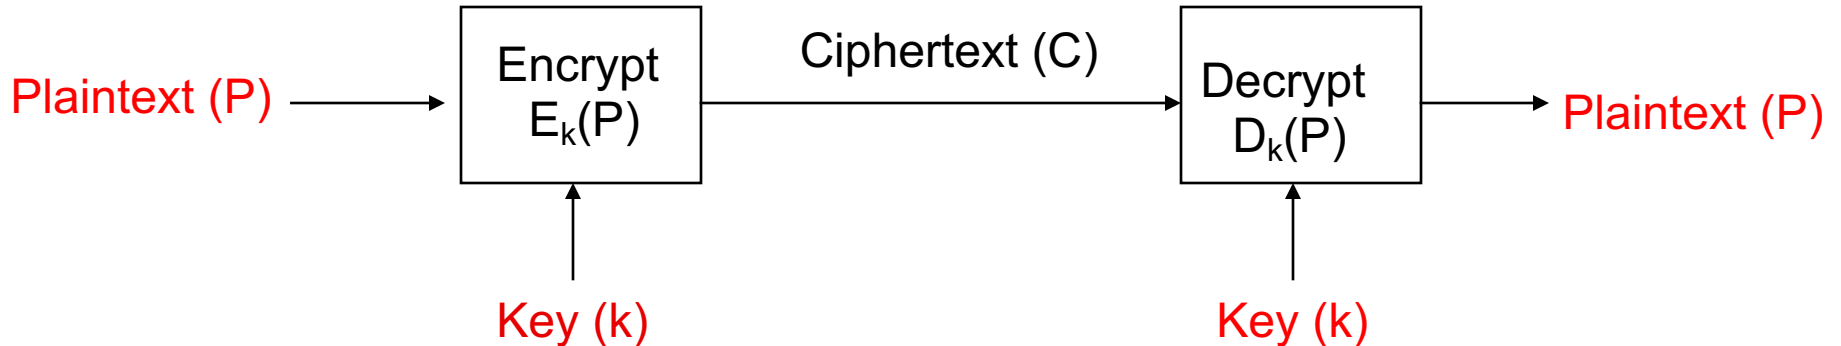 Plaintext (P)
Encrypt
Eₖ(P)
Ciphertext (C)
Decrypt
Dₖ(P)
Plaintext (P)
Key (k)
Key (k)